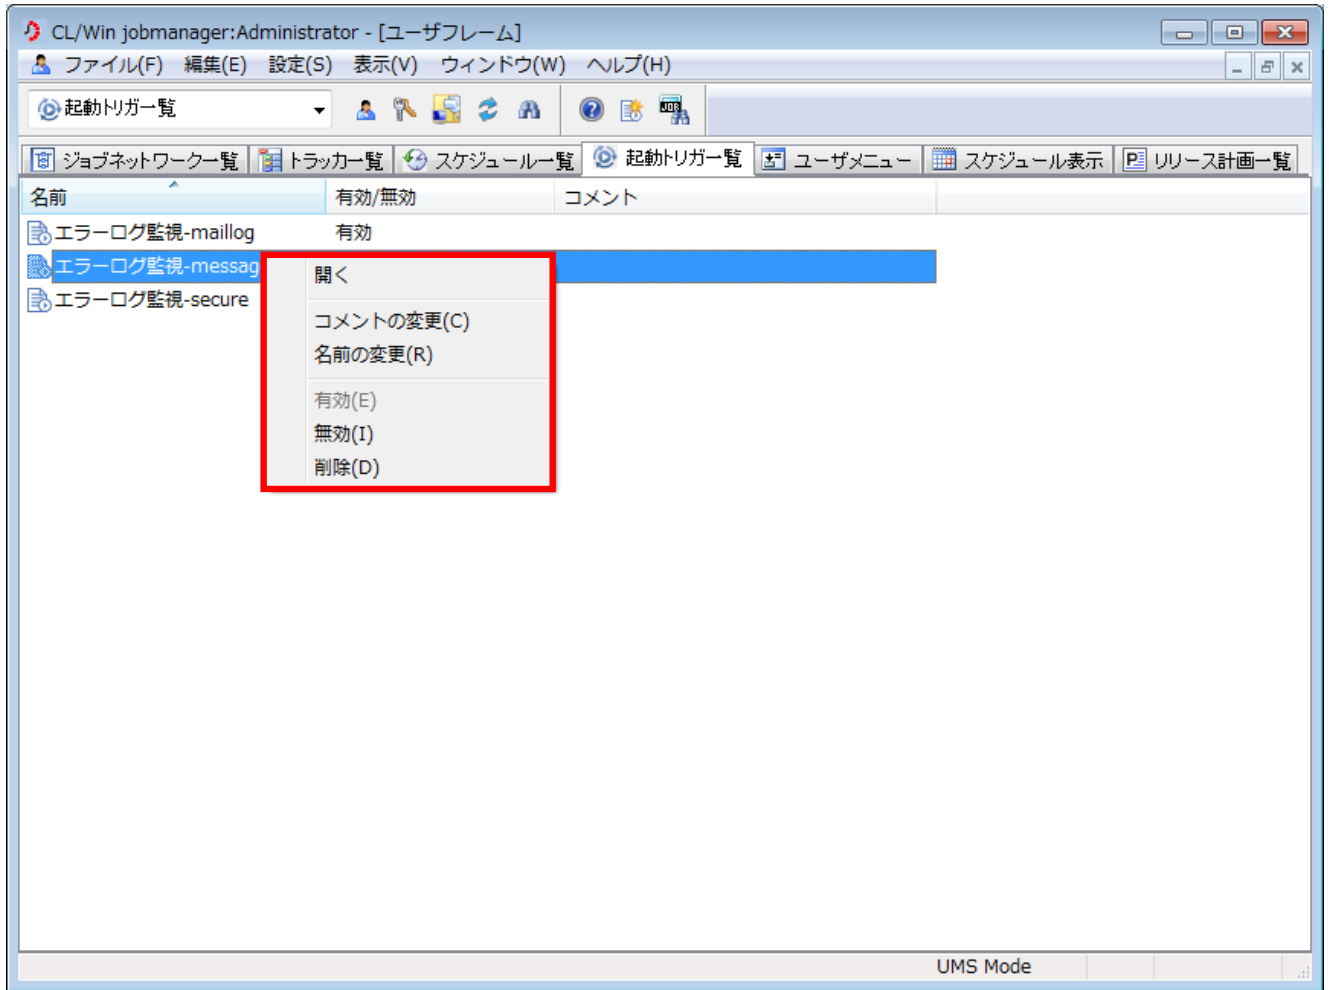 CL/Win jobmanager:Administrator - [ユーザフレーム]
ファイル(F) 編集(E) 設定(S) 表示(V) ウィンドウ(W) ヘルプ(H)
起動トリガ一覧
ジョブネットワーク一覧 トラッカ一覧 スケジュール一覧 起動トリガ一覧 ユーザメニュー スケジュール表示 リリース計画一覧
名前 有効/無効 コメント
エラーログ監視-maillog 有効
エラーログ監視-messag
エラーログ監視-secure
開く
コメントの変更(C)
名前の変更(R)
有効(E)
無効(I)
削除(D)
UMS Mode